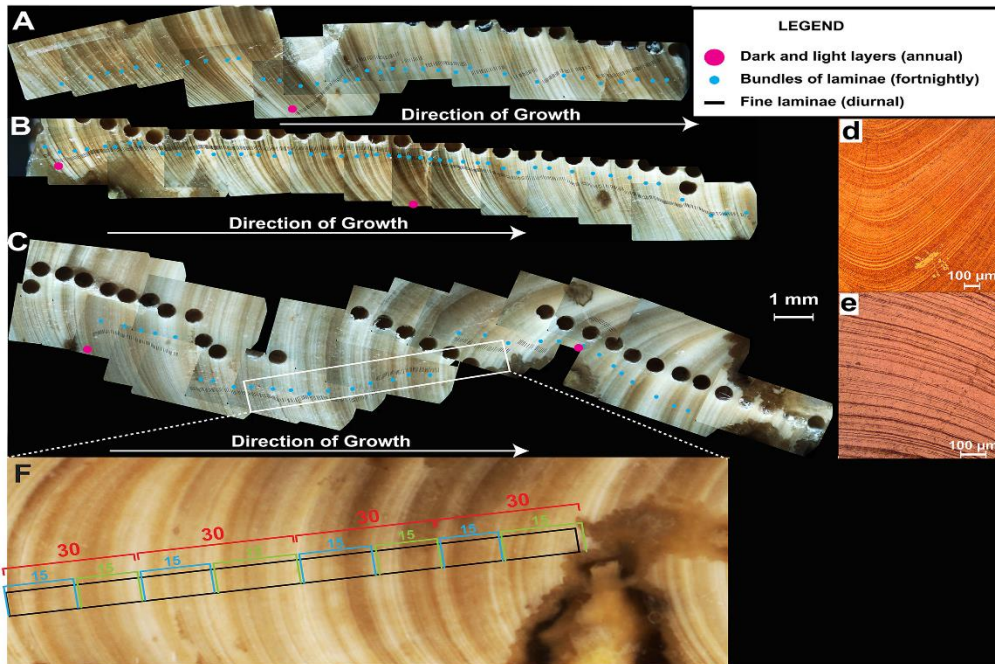 A
LEGEND
Dark and light layers (annual)
Bundles of laminae (fortnightly)
Fine laminae (diurnal)
Direction of Growth
B
Direction of Growth
C
1 mm
d
100 µm
e
100 µm
Direction of Growth
F
30
30
30
30
15
15
15
15
15
15
15